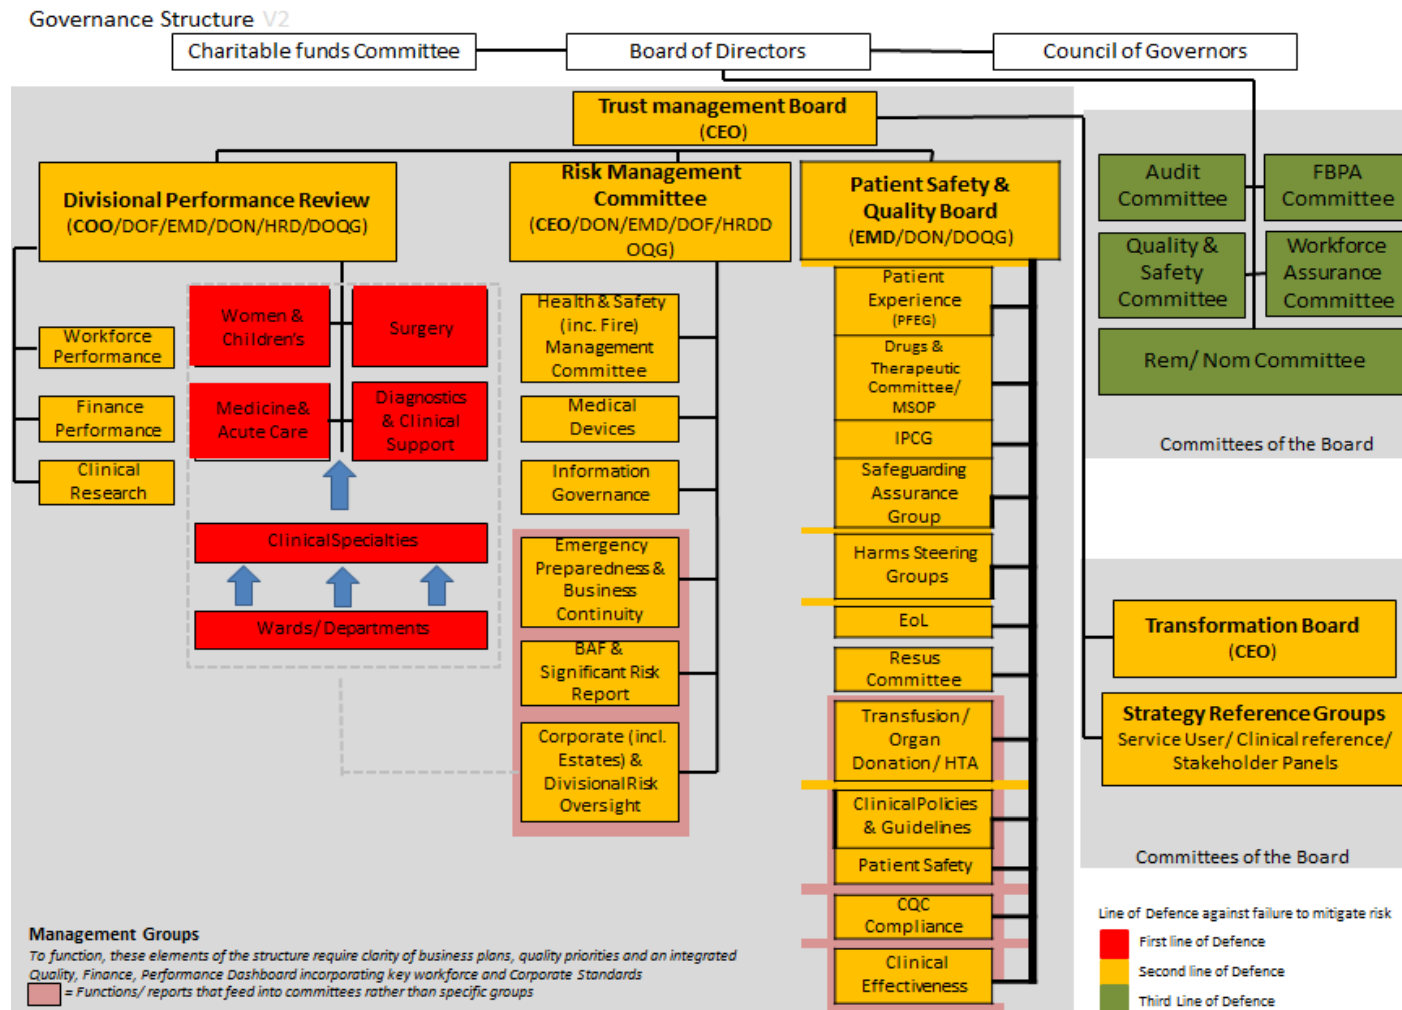 Governance Structure V2
Charitable funds Committee
Board of Directors
Council of Governors
Trust management Board
(CEO)
Divisional Performance Review
(COO/DOF/EMD/DON/HRD/DOQG)
Risk Management
Committee
(CEO/DON/EMD/DOF/HRDD
OQG)
Patient Safety &
Quality Board
(EMD/DON/DOQG)
Workforce
Performance
Finance
Performance
Clinical
Research
Women &
Children's
Surgery
Medicine &
Acute Care
Diagnostics
& Clinical
Support
Clinical Specialties
Wards/ Departments
Health & Safety
(inc. Fire)
Management
Committee
Medical
Devices
Information
Governance
Emergency
Preparedness &
Business
Continuity
BAF &
Significant Risk
Report
Corporate (incl.
Estates) &
Divisional Risk
Oversight
Patient
Experience
(PFEG)
Drugs &
Therapeutic
Committee/
MSOP
IPCG
Safeguarding
Assurance
Group
Harms Steering
Groups
EoL
Resus
Committee
Transfusion /
Organ
Donation / HTA
Clinical Policies
& Guidelines
Patient Safety
CQC
Compliance
Clinical
Effectiveness
Audit
Committee
FBPA
Committee
Quality &
Safety
Committee
Workforce
Assurance
Committee
Rem/ Nom Committee
Committees of the Board
Transformation Board
(CEO)
Strategy Reference Groups
Service User/ Clinical reference/
Stakeholder Panels
Committees of the Board
Management Groups
To function, these elements of the structure require clarity of business plans, quality priorities and an integrated
Quality, Finance, Performance Dashboard incorporating key workforce and Corporate Standards
= Functions/ reports that feed into committees rather than specific groups
Line of Defence against failure to mitigate risk
First line of Defence
Second line of Defence
Third Line of Defence